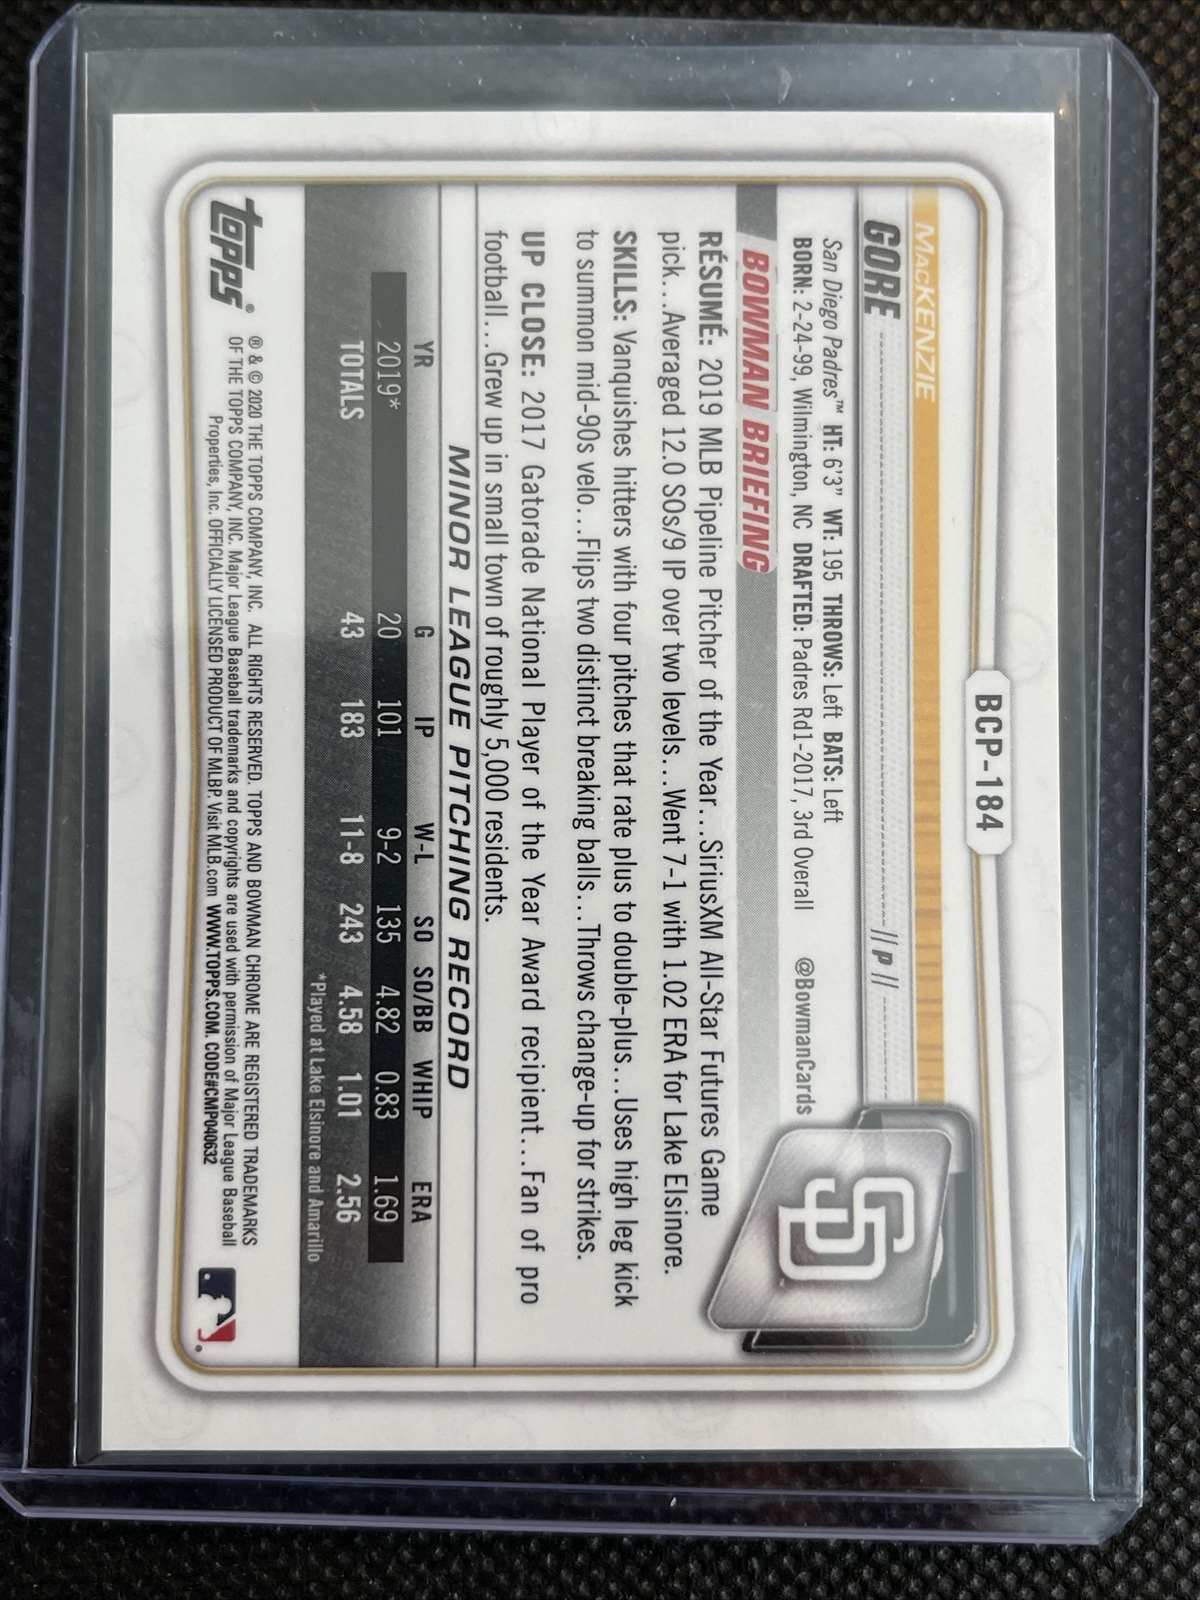 BCP-184
MacKENZIE
GORE // P //
San Diego Padres™ HT: 6'3" WT: 195 THROWS: Left BATS: Left
BORN: 2-24-99, Wilmington, NC DRAFTED: Padres Rd1-2017, 3rd Overall @BowmanCards
SD
BOWMAN BRIEFING
RÉSUMÉ: 2019 MLB Pipeline Pitcher of the Year...SiriusXM All-Star Futures Game
pick...Averaged 12.0 SOs/9 IP over two levels...Went 7-1 with 1.02 ERA for Lake Elsinore.
SKILLS: Vanquishes hitters with four pitches that rate plus to double-plus...Uses high leg kick
to summon mid-90s velo...Flips two distinct breaking balls...Throws change-up for strikes.
UP CLOSE: 2017 Gatorade National Player of the Year Award recipient...Fan of pro
football...Grew up in small town of roughly 5,000 residents.
MINOR LEAGUE PITCHING RECORD
YR G IP W-L SO SO/BB WHIP ERA
2019* 20 101 9-2 135 4.82 0.83 1.69
TOTALS 43 183 11-8 243 4.58 1.01 2.56
*Played at Lake Elsinore and Amarillo
TOPPS®
® & © 2020 THE TOPPS COMPANY, INC. ALL RIGHTS RESERVED. TOPPS AND BOWMAN CHROME ARE REGISTERED TRADEMARKS
OF THE TOPPS COMPANY, INC. Major League Baseball trademarks and copyrights are used with permission of Major League Baseball
Properties, Inc. OFFICIALLY LICENSED PRODUCT OF MLBP. Visit MLB.com WWW.TOPPS.COM. CODE#CMP040632